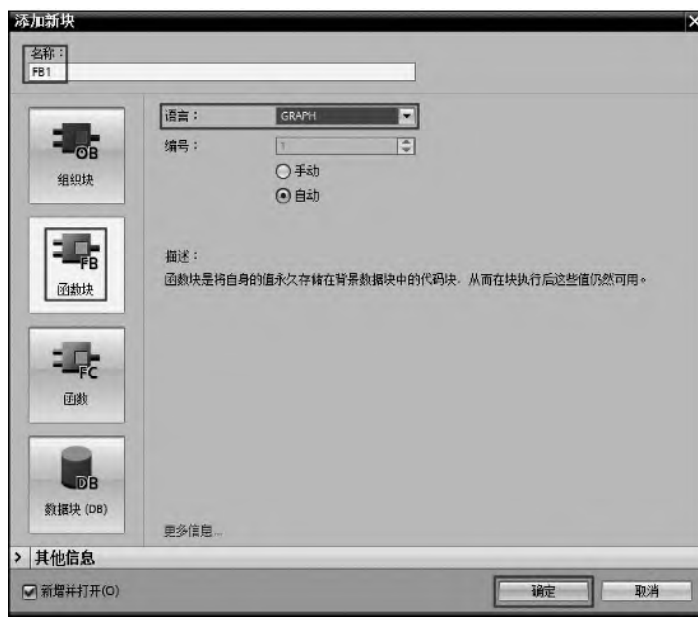 添加新块
名称：
FB1
语言：
GRAPH
编号：
1
手动
自动
OB
组织块
FB
函数块
FC
函数
DB
数据块 (DB)
描述：
函数块是将自身的值永久存储在背景数据块中的代码块，从而在块执行后这些值仍然可用。
更多信息...
> 其他信息
新增并打开(O)
确定
取消